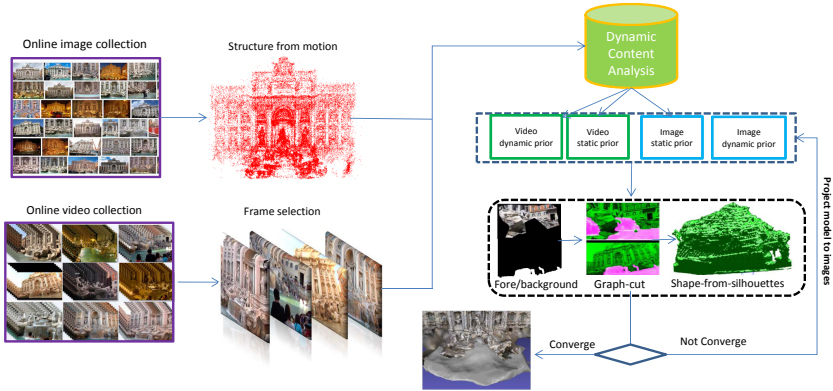 Online image collection
Structure from motion
Dynamic
Content
Analysis
Video
dynamic prior
Video
static prior
Image
static prior
Image
dynamic prior
Online video collection
Frame selection
Project model to images
Fore/background
Graph-cut
Shape-from-silhouettes
Converge
Not Converge